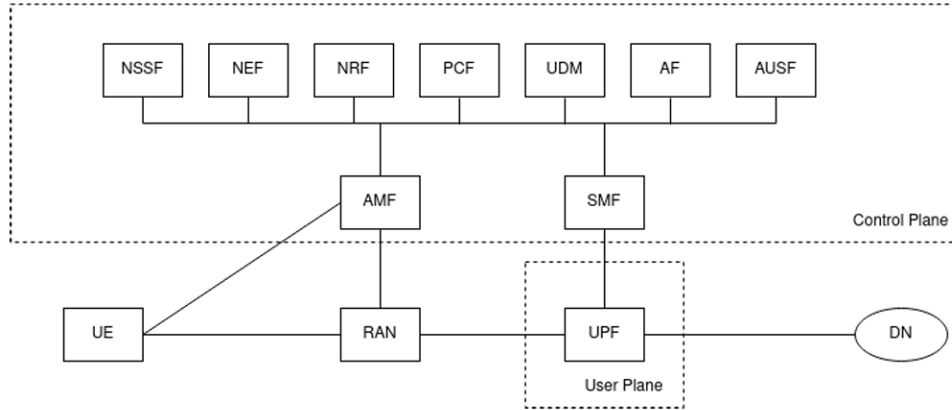 NSSF
NEF
NRF
PCF
UDM
AF
AUSF
AMF
SMF
Control Plane
UE
RAN
UPF
DN
User Plane